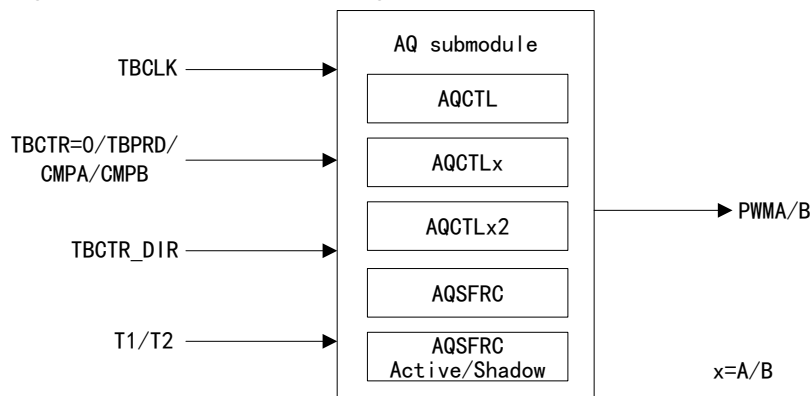 AQ submodule
TBCLK
AQCTL
TBCTR=0/TBPRD/
CMPA/CMPB
AQCTLx
AQCTLx2
PWMA/B
TBCTR_DIR
AQSFRC
T1/T2
AQSFRC
Active/Shadow
x=A/B